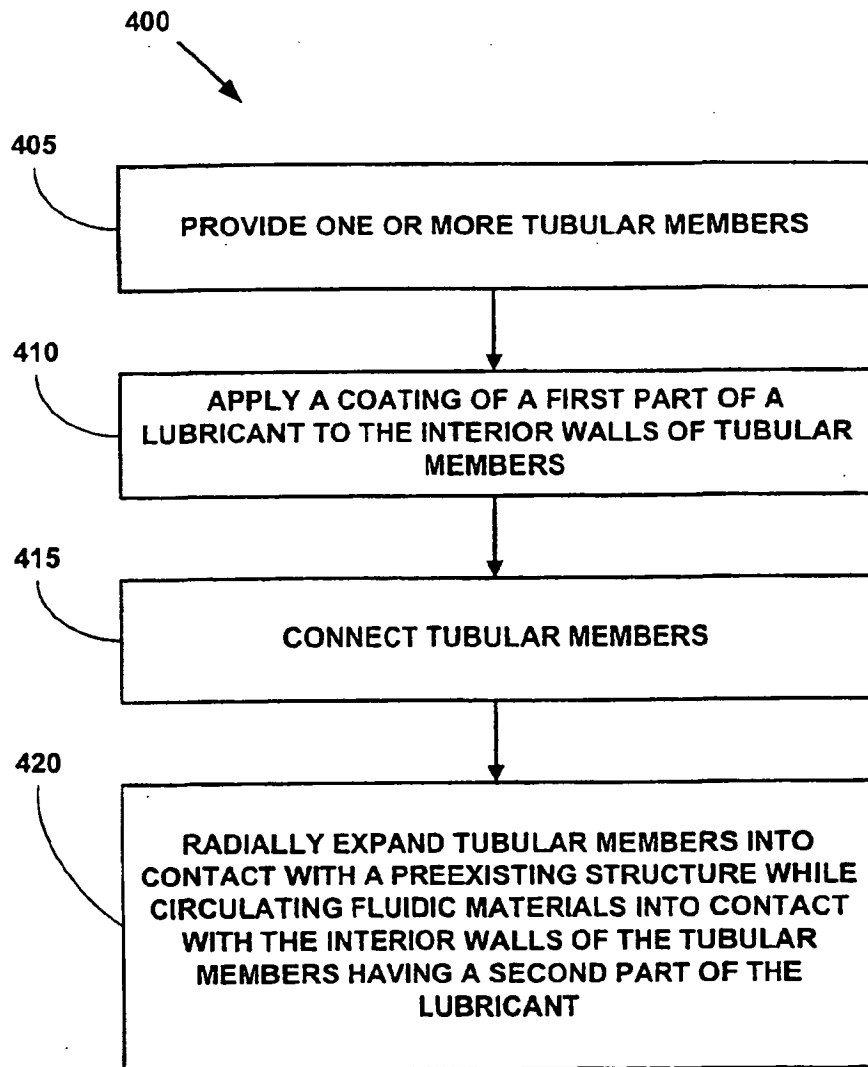 400
405
PROVIDE ONE OR MORE TUBULAR MEMBERS
410
APPLY A COATING OF A FIRST PART OF A
LUBRICANT TO THE INTERIOR WALLS OF TUBULAR
MEMBERS
415
CONNECT TUBULAR MEMBERS
420
RADIALLY EXPAND TUBULAR MEMBERS INTO
CONTACT WITH A PREEXISTING STRUCTURE WHILE
CIRCULATING FLUIDIC MATERIALS INTO CONTACT
WITH THE INTERIOR WALLS OF THE TUBULAR
MEMBERS HAVING A SECOND PART OF THE
LUBRICANT